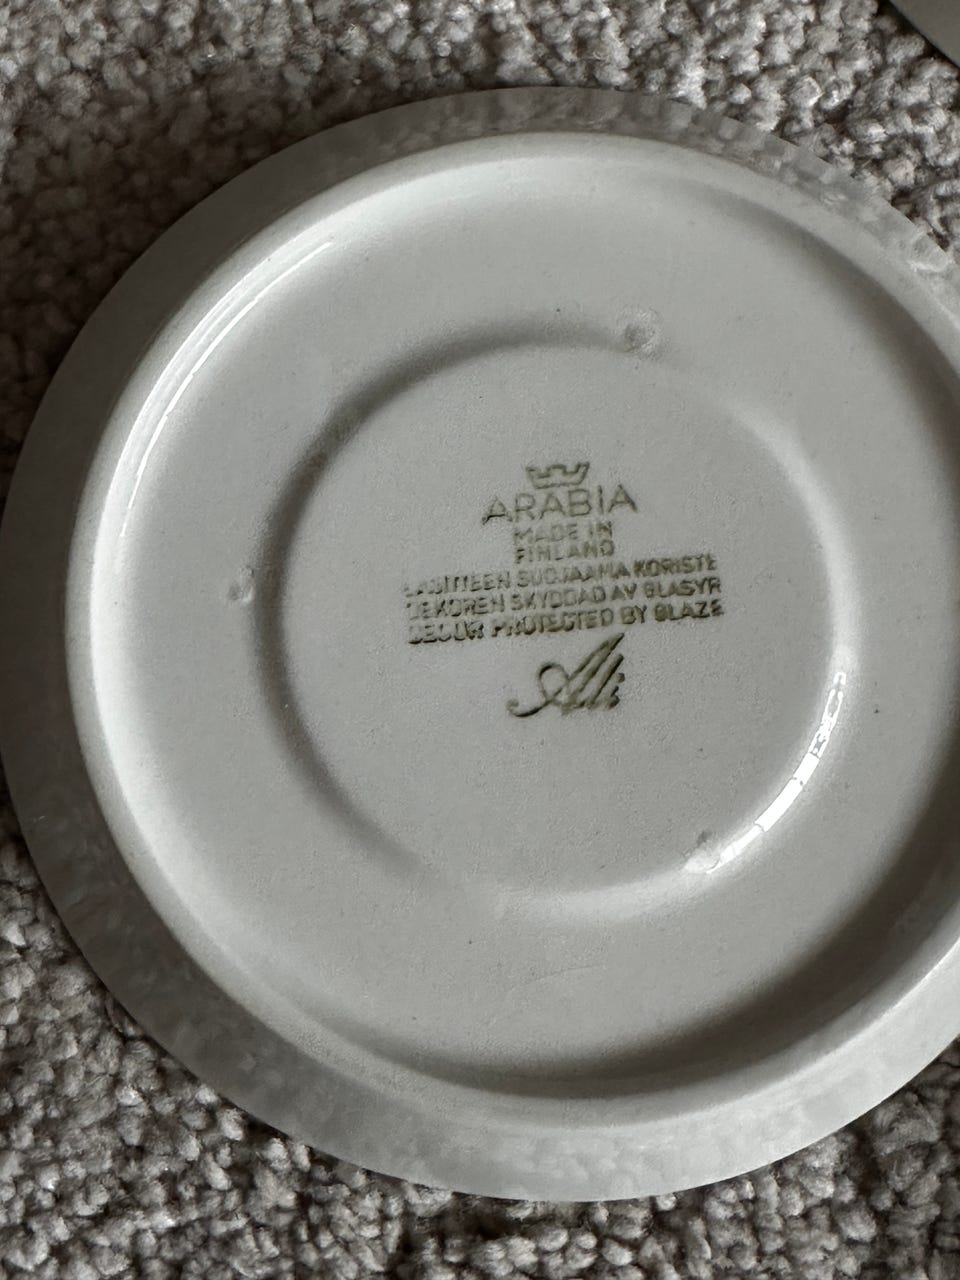 ARABIA
MADE IN
FINLAND
LASITTEEN SUOJAAMA KORISTE
DEKOREN SKYDDAD AV GLASYR
DECOR PROTECTED BY GLAZE
Ali